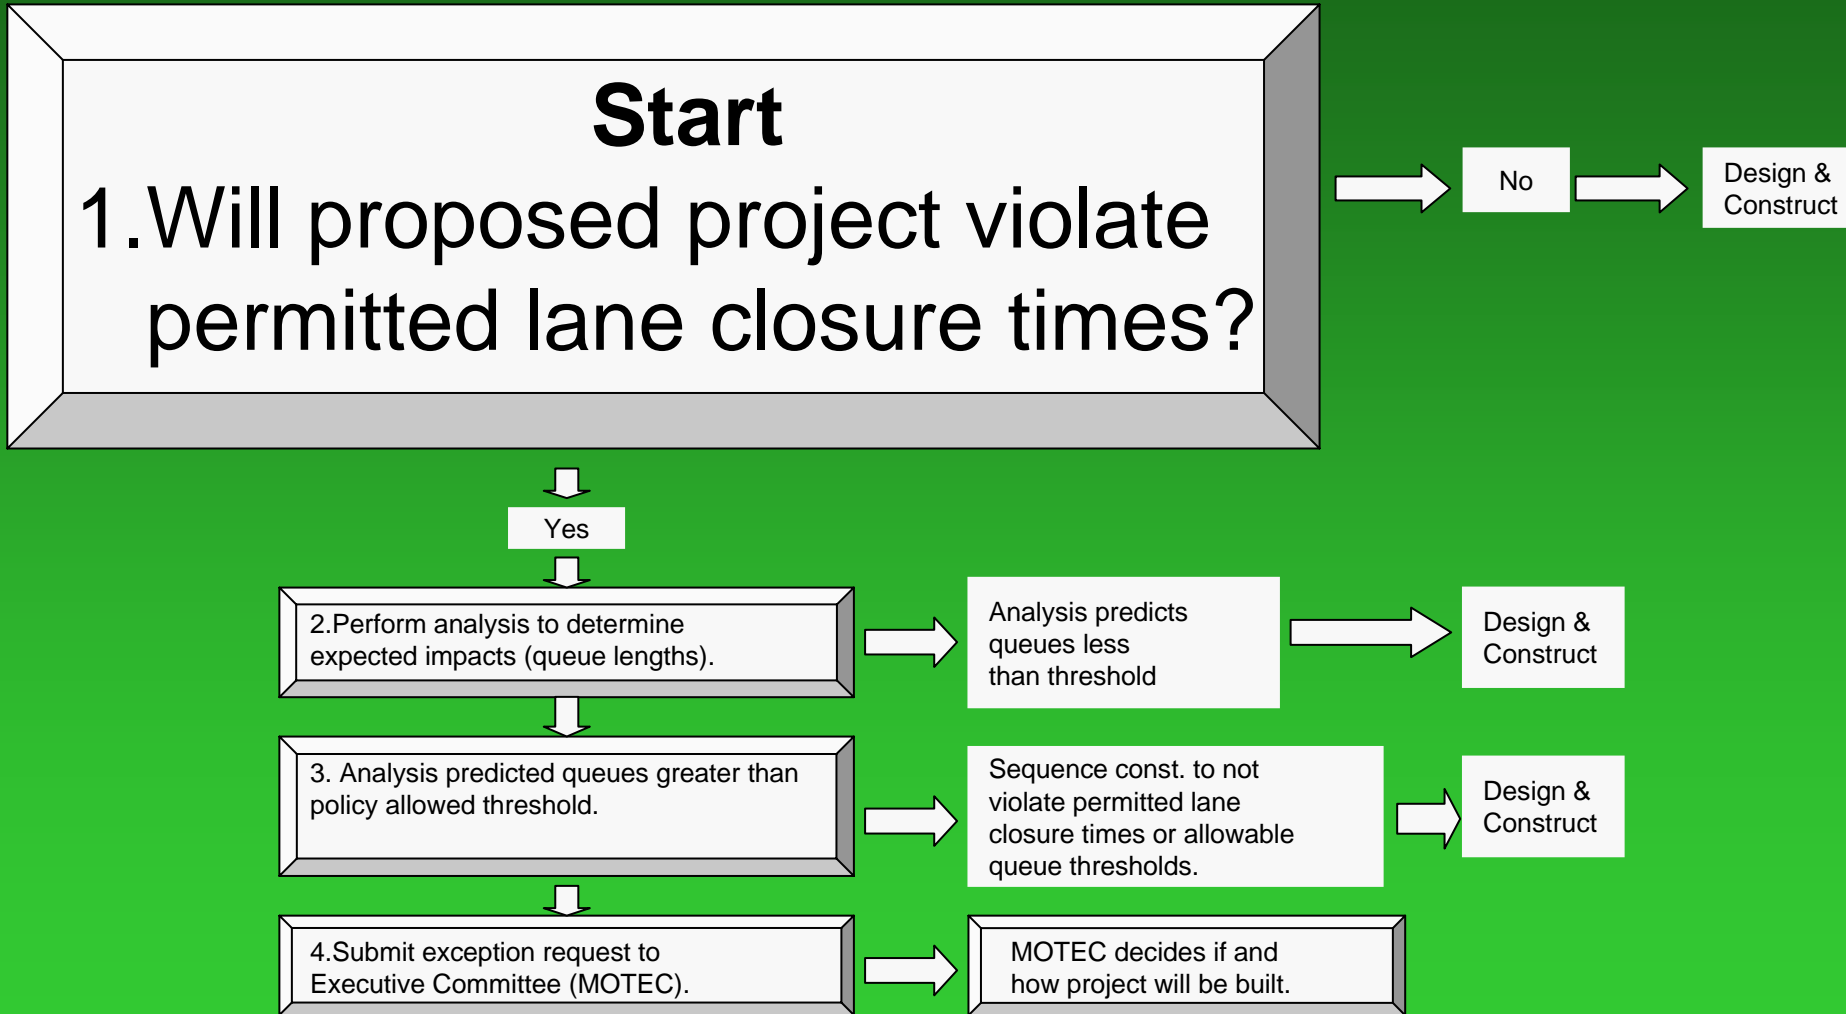 Start
1.Will proposed project violate
permitted lane closure times?
No
Design &
Construct
Yes
2.Perform analysis to determine
expected impacts (queue lengths).
Analysis predicts
queues less
than threshold
Design &
Construct
3. Analysis predicted queues greater than
policy allowed threshold.
Sequence const. to not
violate permitted lane
closure times or allowable
queue thresholds.
Design &
Construct
4.Submit exception request to
Executive Committee (MOTEC).
MOTEC decides if and
how project will be built.